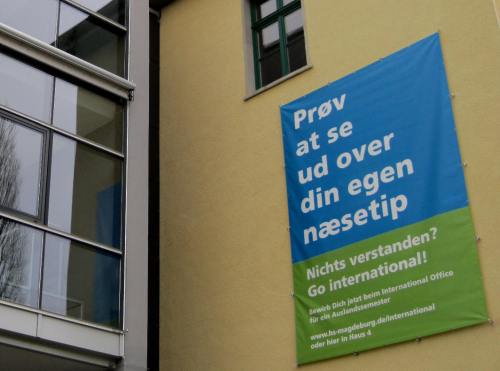 Prøv
at se
ud over
din egen
næsetip
Nichts verstanden?
Go international!
Bewirb Dich jetzt beim International Office
für ein Auslandssemester
www.hs-magdeburg.de/international
oder hier in Haus 4